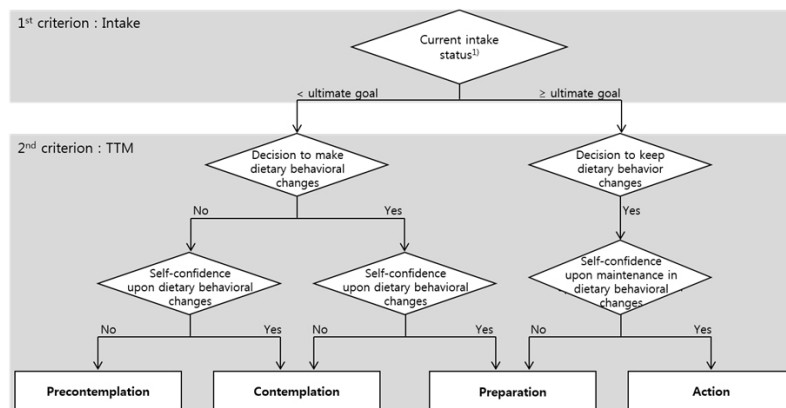 1st criterion : Intake
Current intake
status1)
< ultimate goal
≥ ultimate goal
2nd criterion : TTM
Decision to make
dietary behavioral
changes
Decision to keep
dietary behavior
changes
No
Yes
Yes
Self-confidence
upon dietary behavioral
changes
Self-confidence
upon dietary behavioral
changes
Self-confidence
upon maintenance in
dietary behavioral
changes
No
Yes
No
Yes
No
Yes
Precontemplation
Contemplation
Preparation
Action